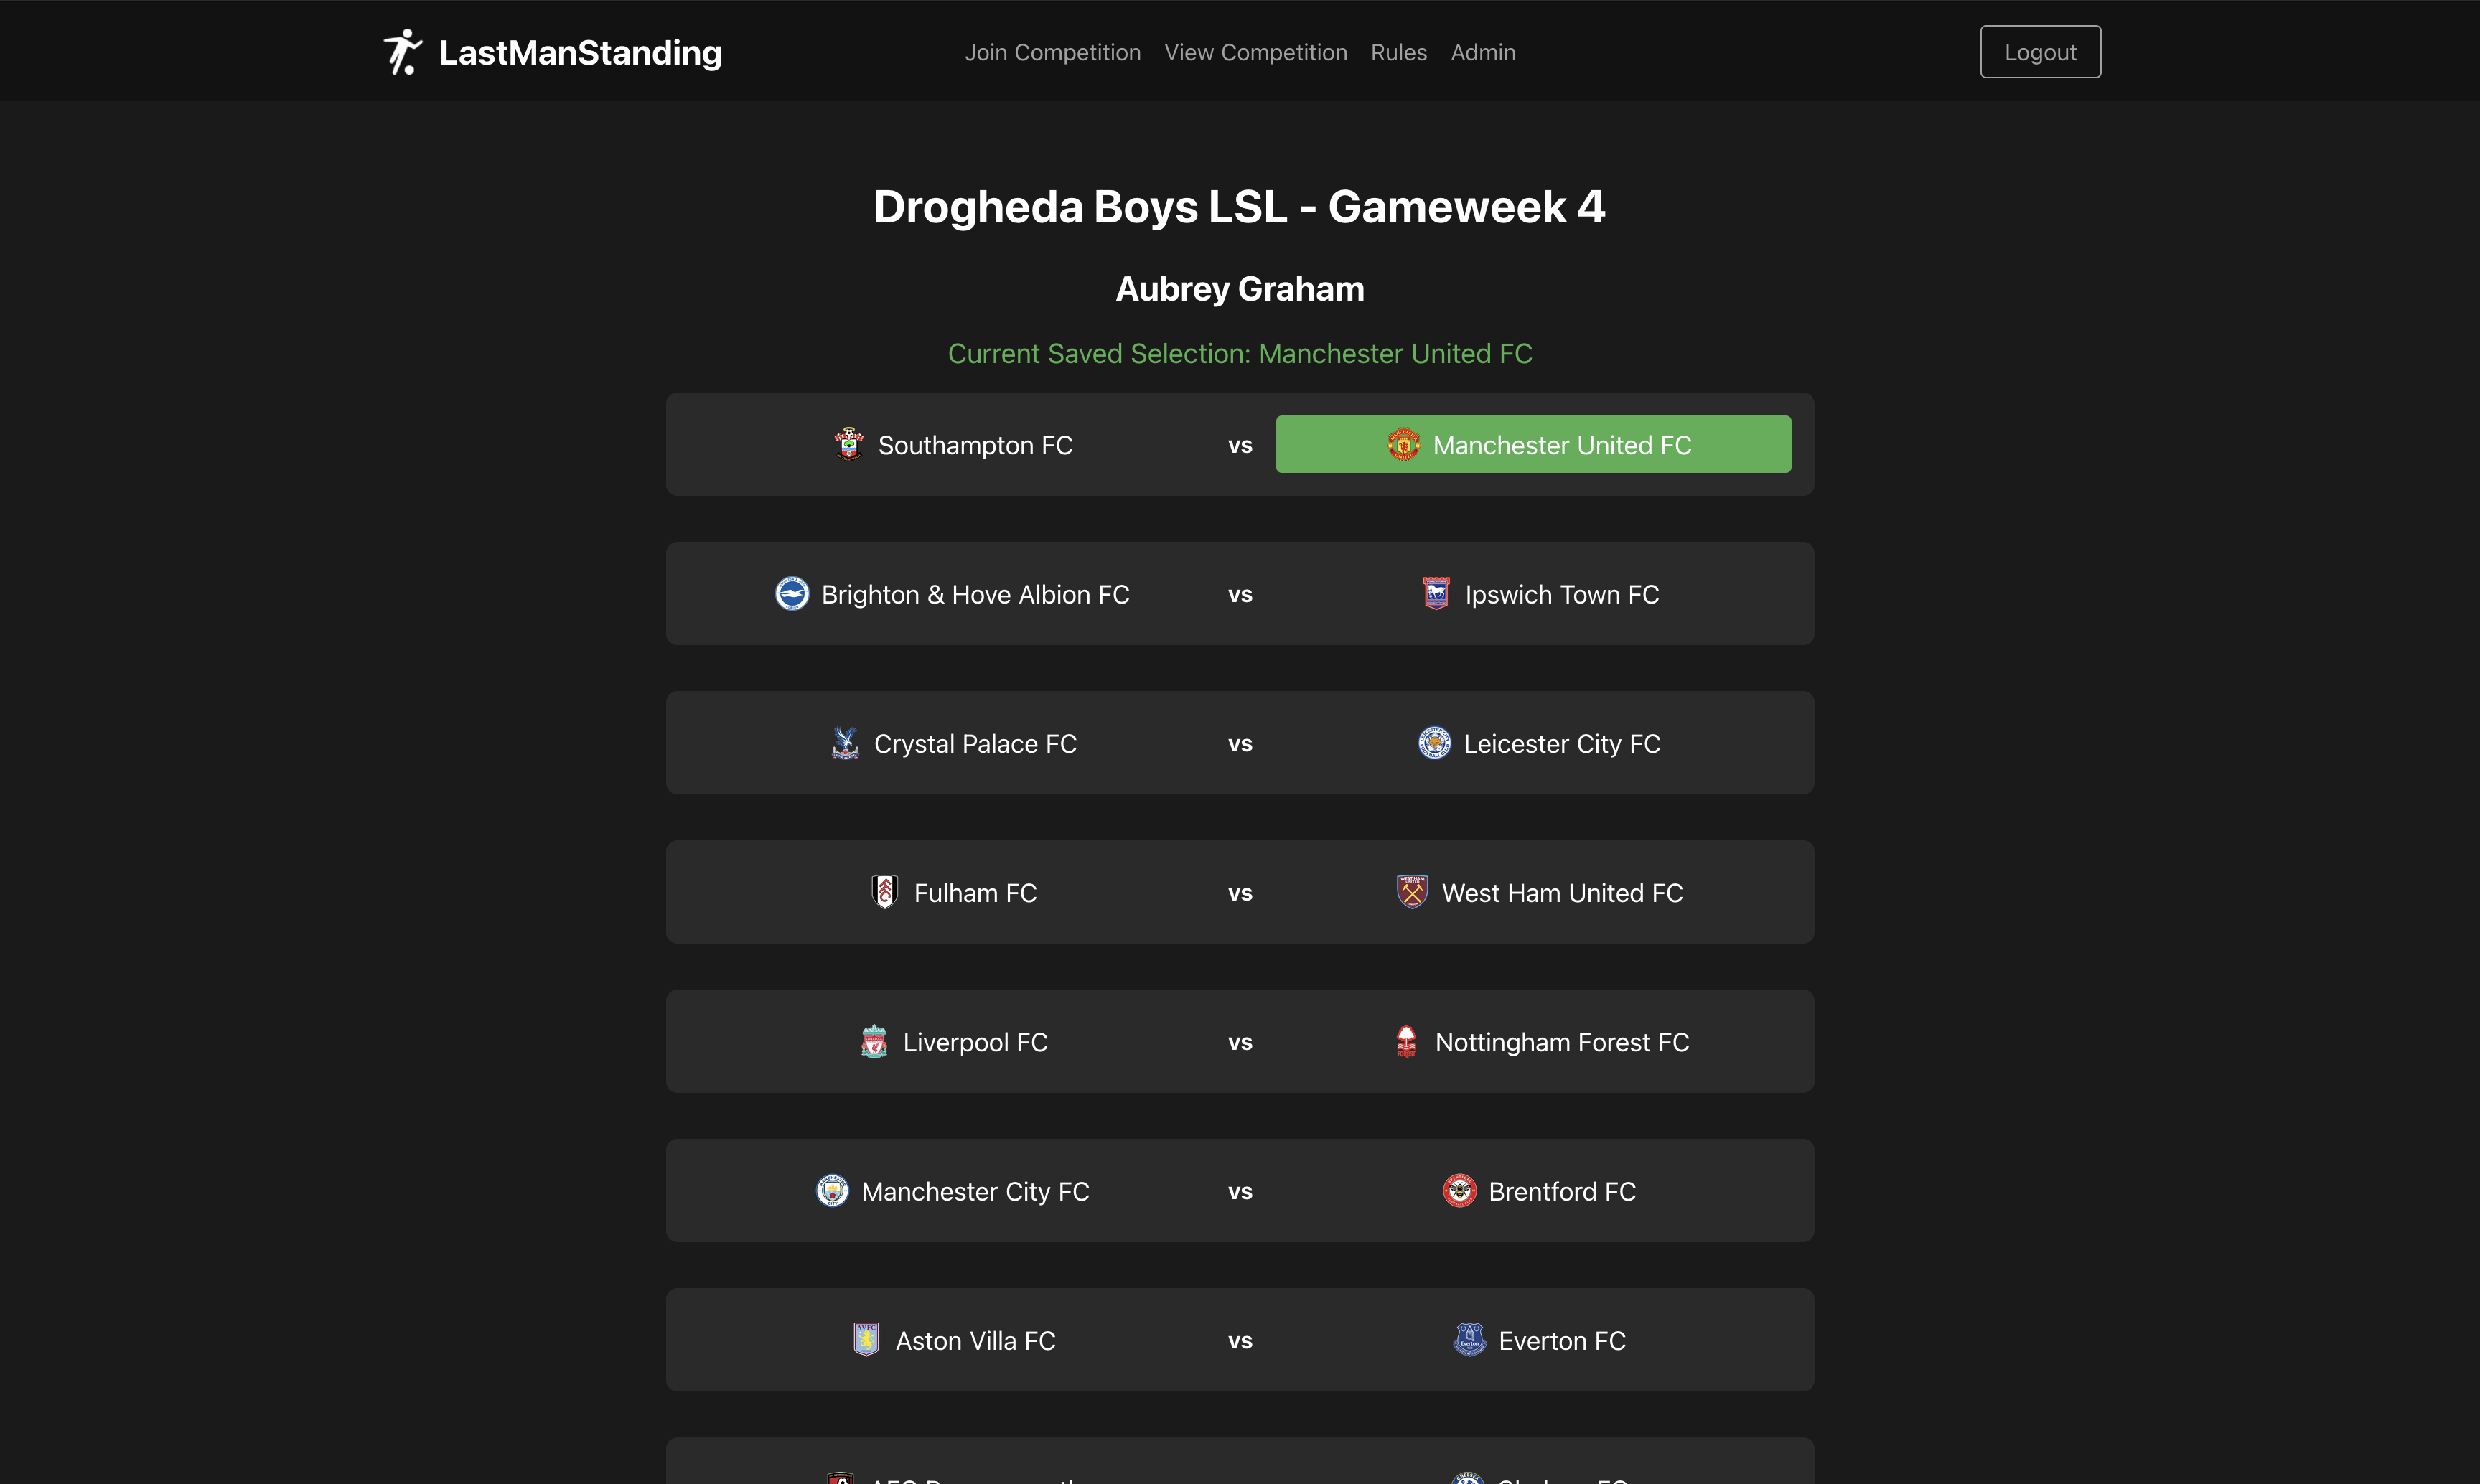 LastManStanding
Join Competition View Competition Rules Admin
Logout
Drogheda Boys LSL - Gameweek 4
Aubrey Graham
Current Saved Selection: Manchester United FC
Southampton FC vs Manchester United FC
Brighton & Hove Albion FC vs Ipswich Town FC
Crystal Palace FC vs Leicester City FC
Fulham FC vs West Ham United FC
Liverpool FC vs Nottingham Forest FC
Manchester City FC vs Brentford FC
Aston Villa FC vs Everton FC